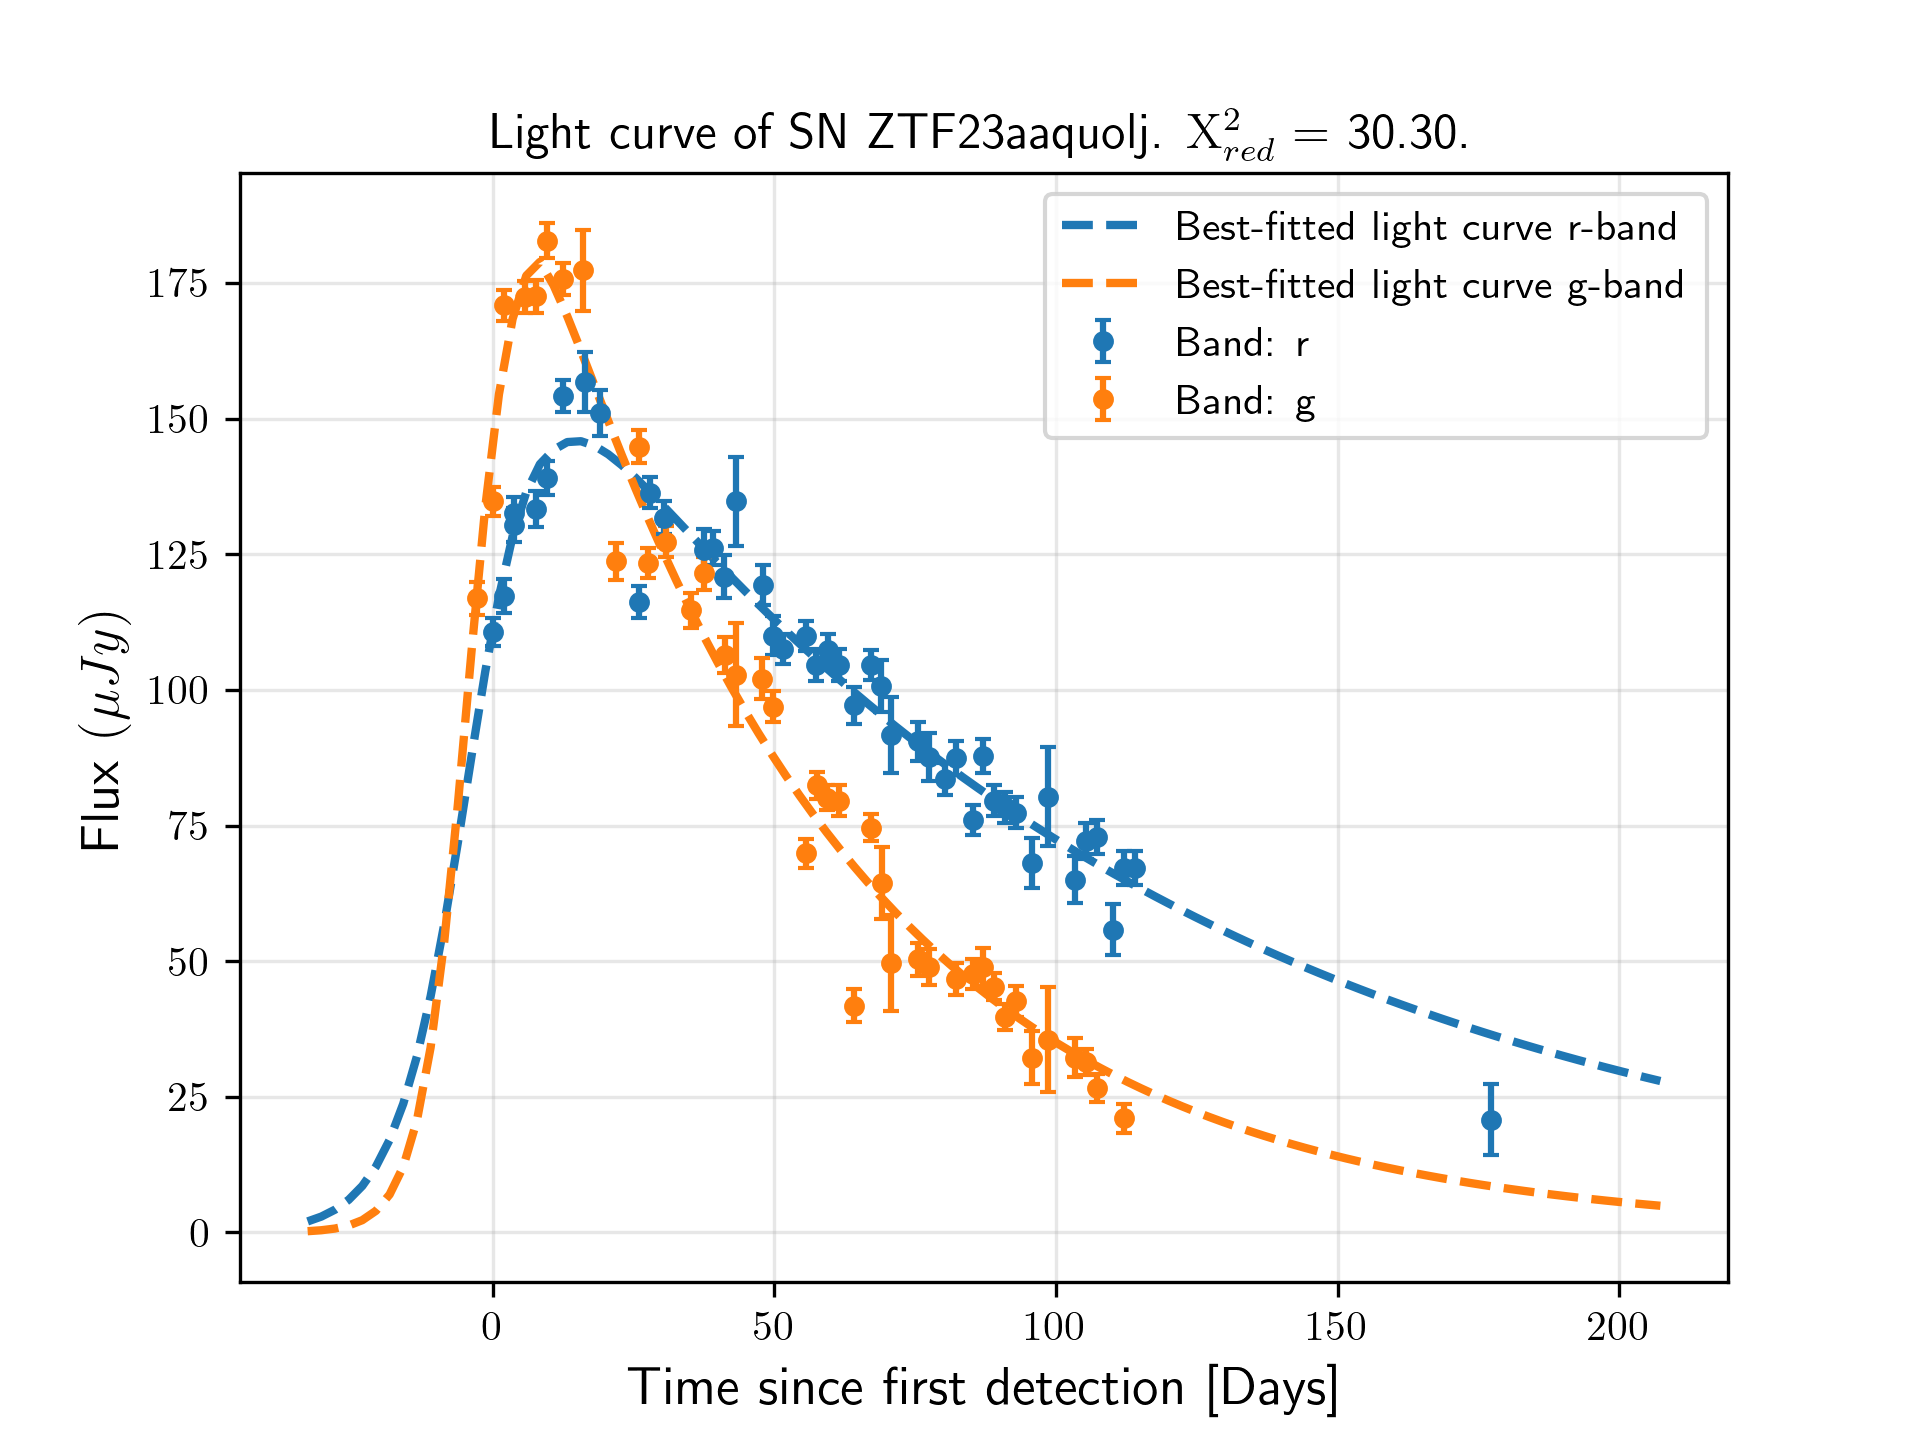 Light curve of SN ZTF23aaquolj. X²_red = 30.30.
Best-fitted light curve r-band
Best-fitted light curve g-band
Band: r
Band: g
Flux (μJy)
175
150
125
100
75
50
25
0
0 50 100 150 200
Time since first detection [Days]